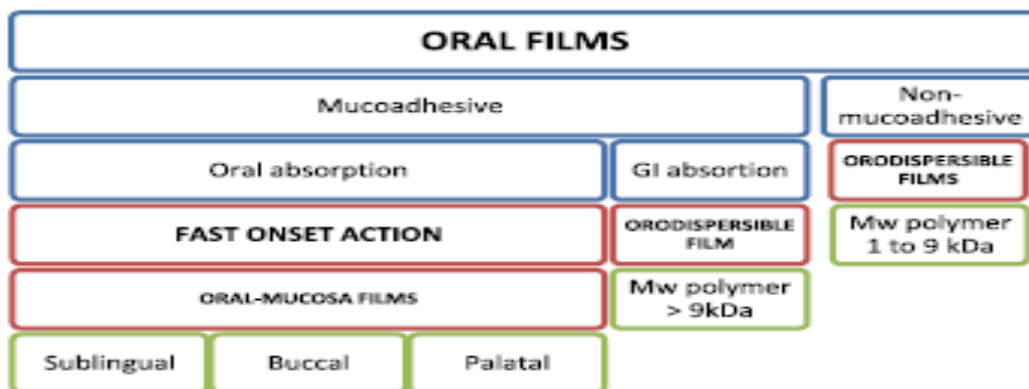 ORAL FILMS
Mucoadhesive
Non-
mucoadhesive
Oral absorption
GI absortion
ORODISPERSIBLE
FILMS
FAST ONSET ACTION
ORODISPERSIBLE
FILM
Mw polymer
1 to 9 kDa
ORAL-MUCOSA FILMS
Mw polymer
> 9kDa
Sublingual
Buccal
Palatal